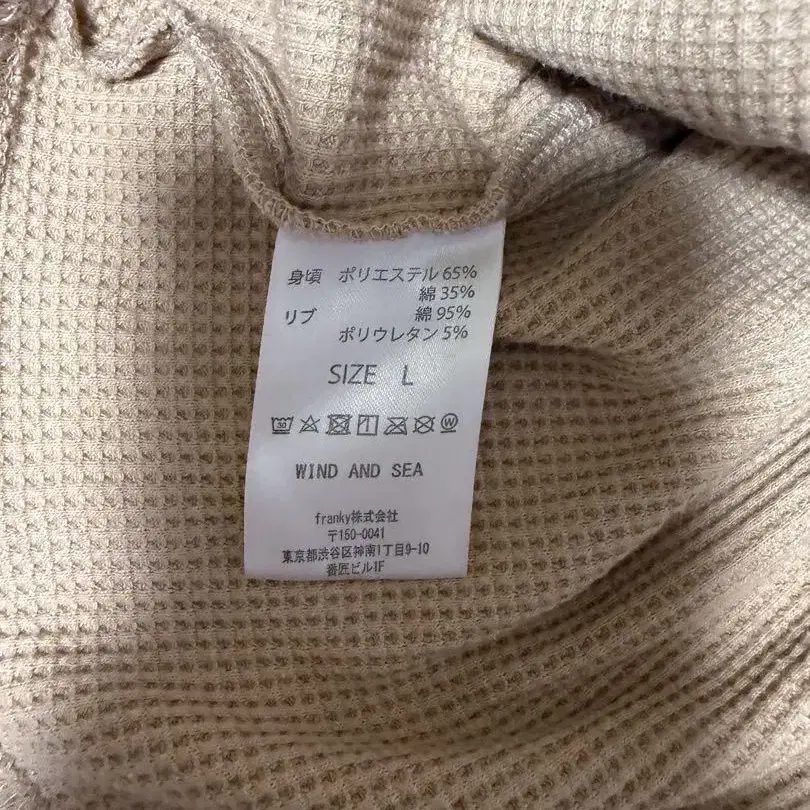 身頃 ポリエステル 65%
綿 35%
リブ 綿 95%
ポリウレタン 5%
SIZE L
30
W
WIND AND SEA
franky株式会社
〒150-0041
東京都渋谷区神南1丁目9-10
番匠ビル1F